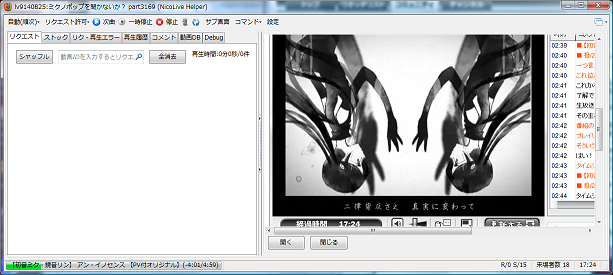 lv9140825:ミクノポップを聞かないか? part3169 (NicoLive Helper)
自動(順次) リクエスト許可 次曲 一時停止 停止 サブ画面 コマンド 設定
リクエスト ストック リク・再生エラー 再生履歴 コメント 動画DB Debug
シャッフル 動画IDを入力するとリクエ 全消去 再生時間:0分0秒/0件
02:39
02:40
02:40 一つ言
02:40
02:41 了解で
02:41 生放送
02:41 その主
02:42 番組の
02:42 プレイリ
02:42 そういう
02:42 はい!
02:43 タイムシ
02:43
02:44
02:44 タイムシ
二律背反さえ 真実に変わって
経過時間 17:24
開く 閉じる
【初音ミク 鏡音リン】 アン・イノセンス 【PV付オリジナル】(-4:01/4:59) R/0 S/15 来場者数 18 17:24